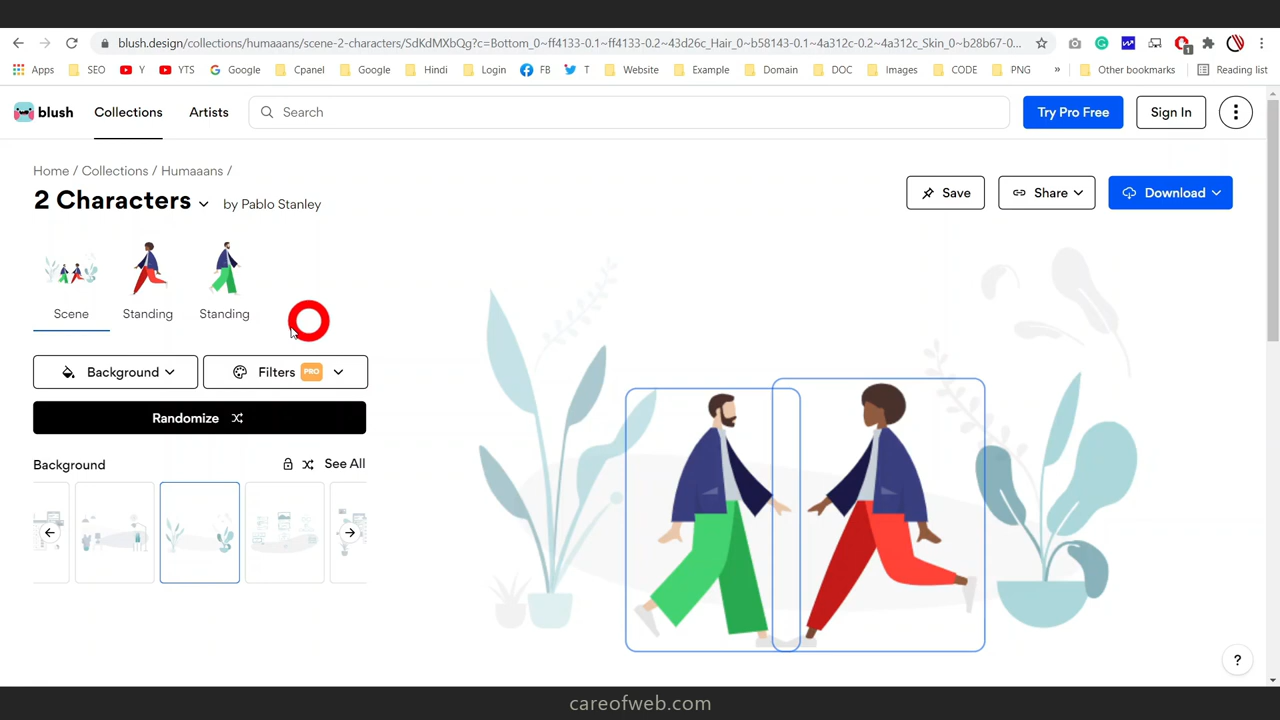 blush.design/collections/humaaans/scene-2-characters/SdKdMXbQg?c=Bottom_0~ff4133-0.1~ff4133-0.2~43d26c_Hair_0~b58143-0.1~4a312c-0.2~4a312c_Skin_0~b28b67-0...
Apps SEO Y YTS Google Cpanel Google Hindi Login FB T Website Example Domain DOC Images CODE PNG » Other bookmarks Reading list
blush Collections Artists Search Try Pro Free Sign In
Home / Collections / Humaaans /
2 Characters by Pablo Stanley
Save Share Download
Scene Standing Standing
Background Filters PRO
Randomize
Background See All
?
careofweb.com